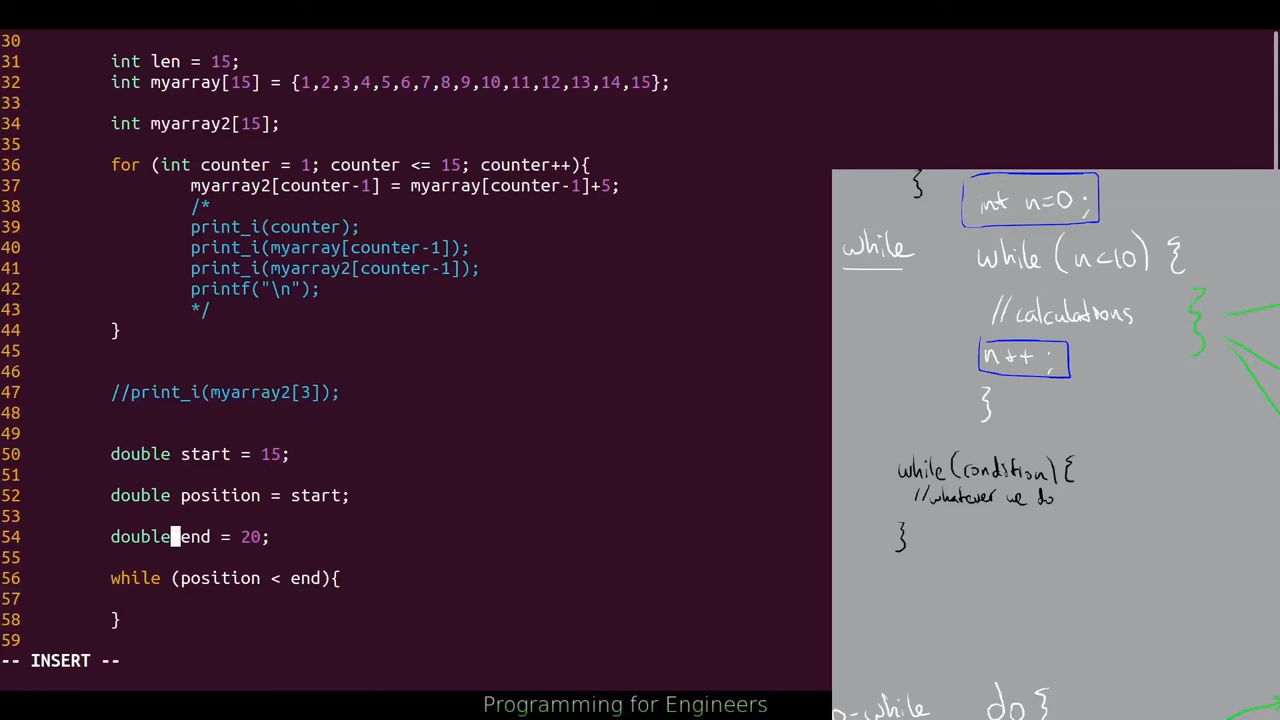 30
31 int len = 15;
32 int myarray[15] = {1,2,3,4,5,6,7,8,9,10,11,12,13,14,15};
33
34 int myarray2[15];
35
36 for (int counter = 1; counter <= 15; counter++){
37 myarray2[counter-1] = myarray[counter-1]+5;
38 /*
39 print_i(counter);
40 print_i(myarray[counter-1]);
41 print_i(myarray2[counter-1]);
42 printf("\n");
43 */
44 }
45
46
47 //print_i(myarray2[3]);
48
49
50 double start = 15;
51
52 double position = start;
53
54 double end = 20;
55
56 while (position < end){
57
58 }
59
-- INSERT --
}
int n=0;
while while (n<10) {
//calculations }
n++ ;
}
while(condition){
//whatever we do
}
o-while do {
Programming for Engineers